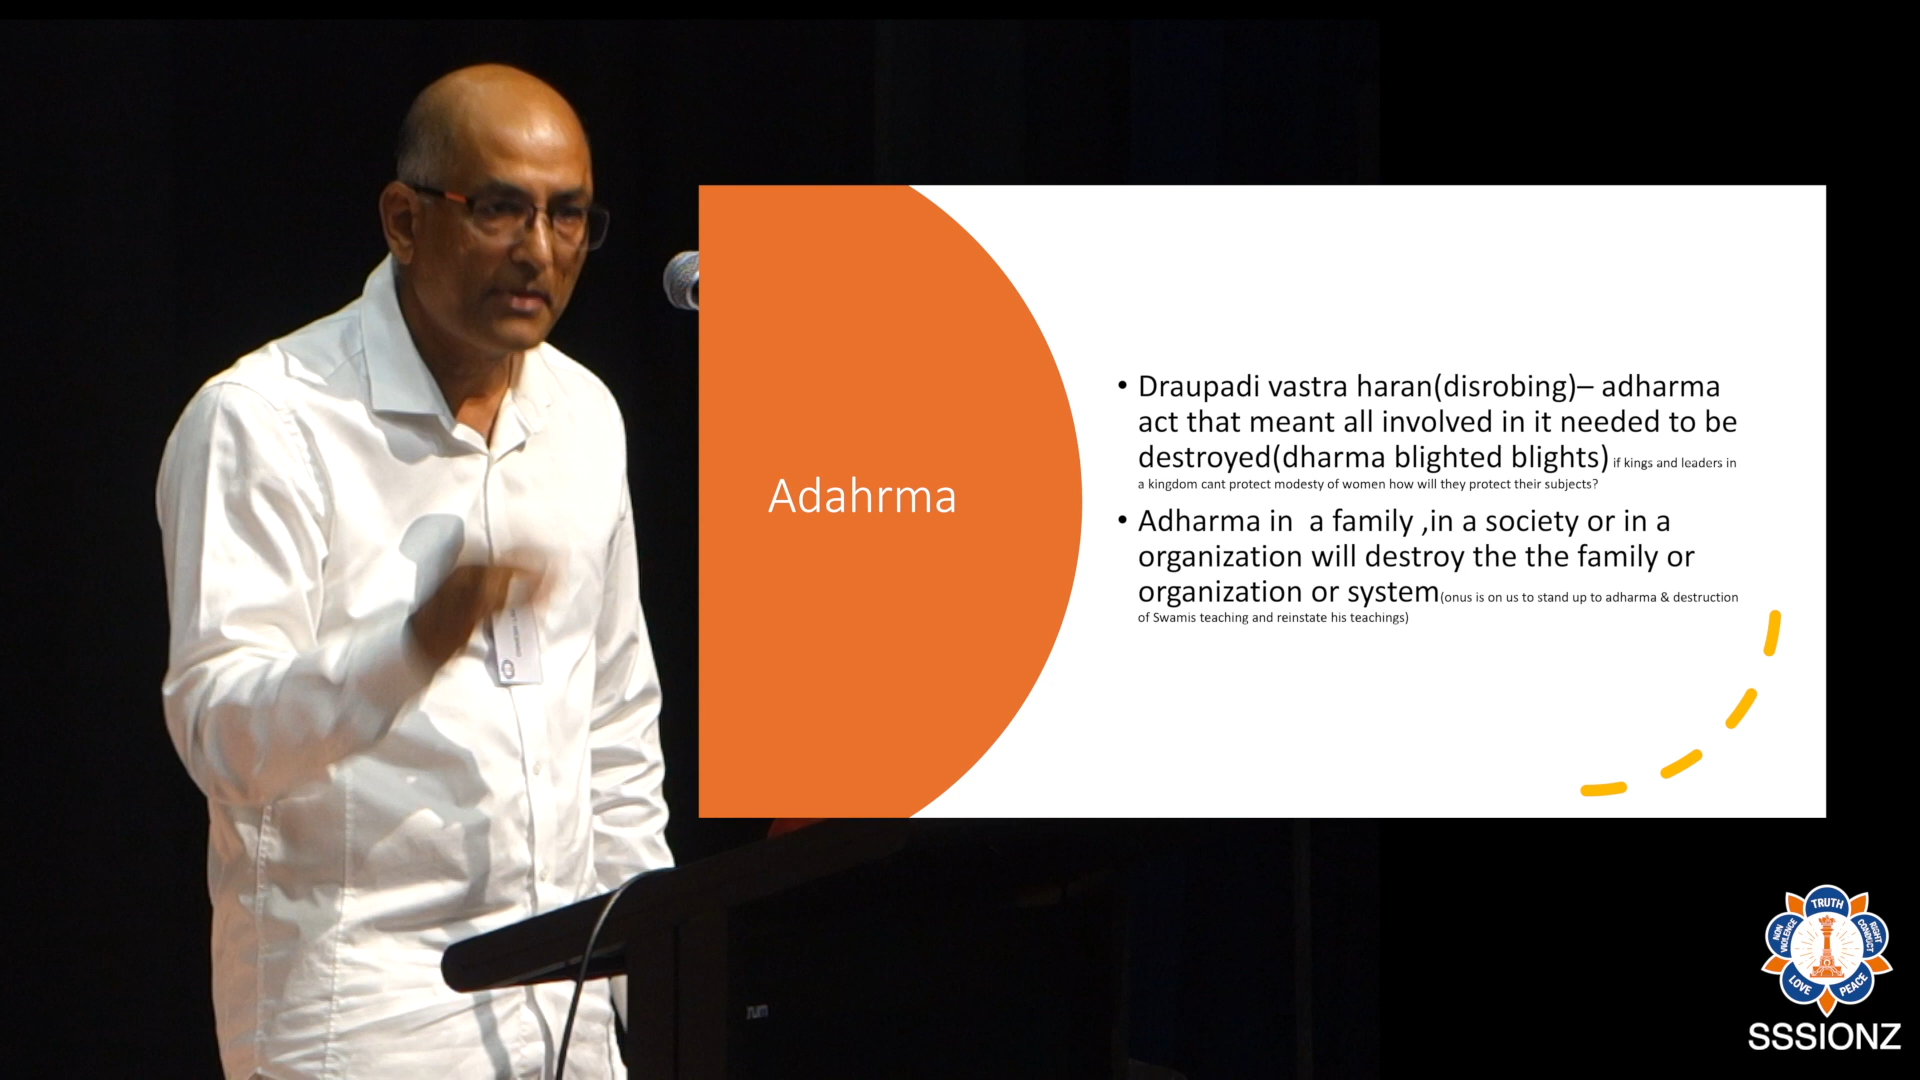 Adahrma
• Draupadi vastra haran(disrobing)– adharma
act that meant all involved in it needed to be
destroyed(dharma blighted blights) if kings and leaders in
a kingdom cant protect modesty of women how will they protect their subjects?
• Adharma in  a family ,in a society or in a
organization will destroy the the family or
organization or system(onus is on us to stand up to adharma & destruction
of Swamis teaching and reinstate his teachings)
TRUTH
NON VIOLENCE
RIGHT CONDUCT
LOVE
PEACE
SSSIONZ